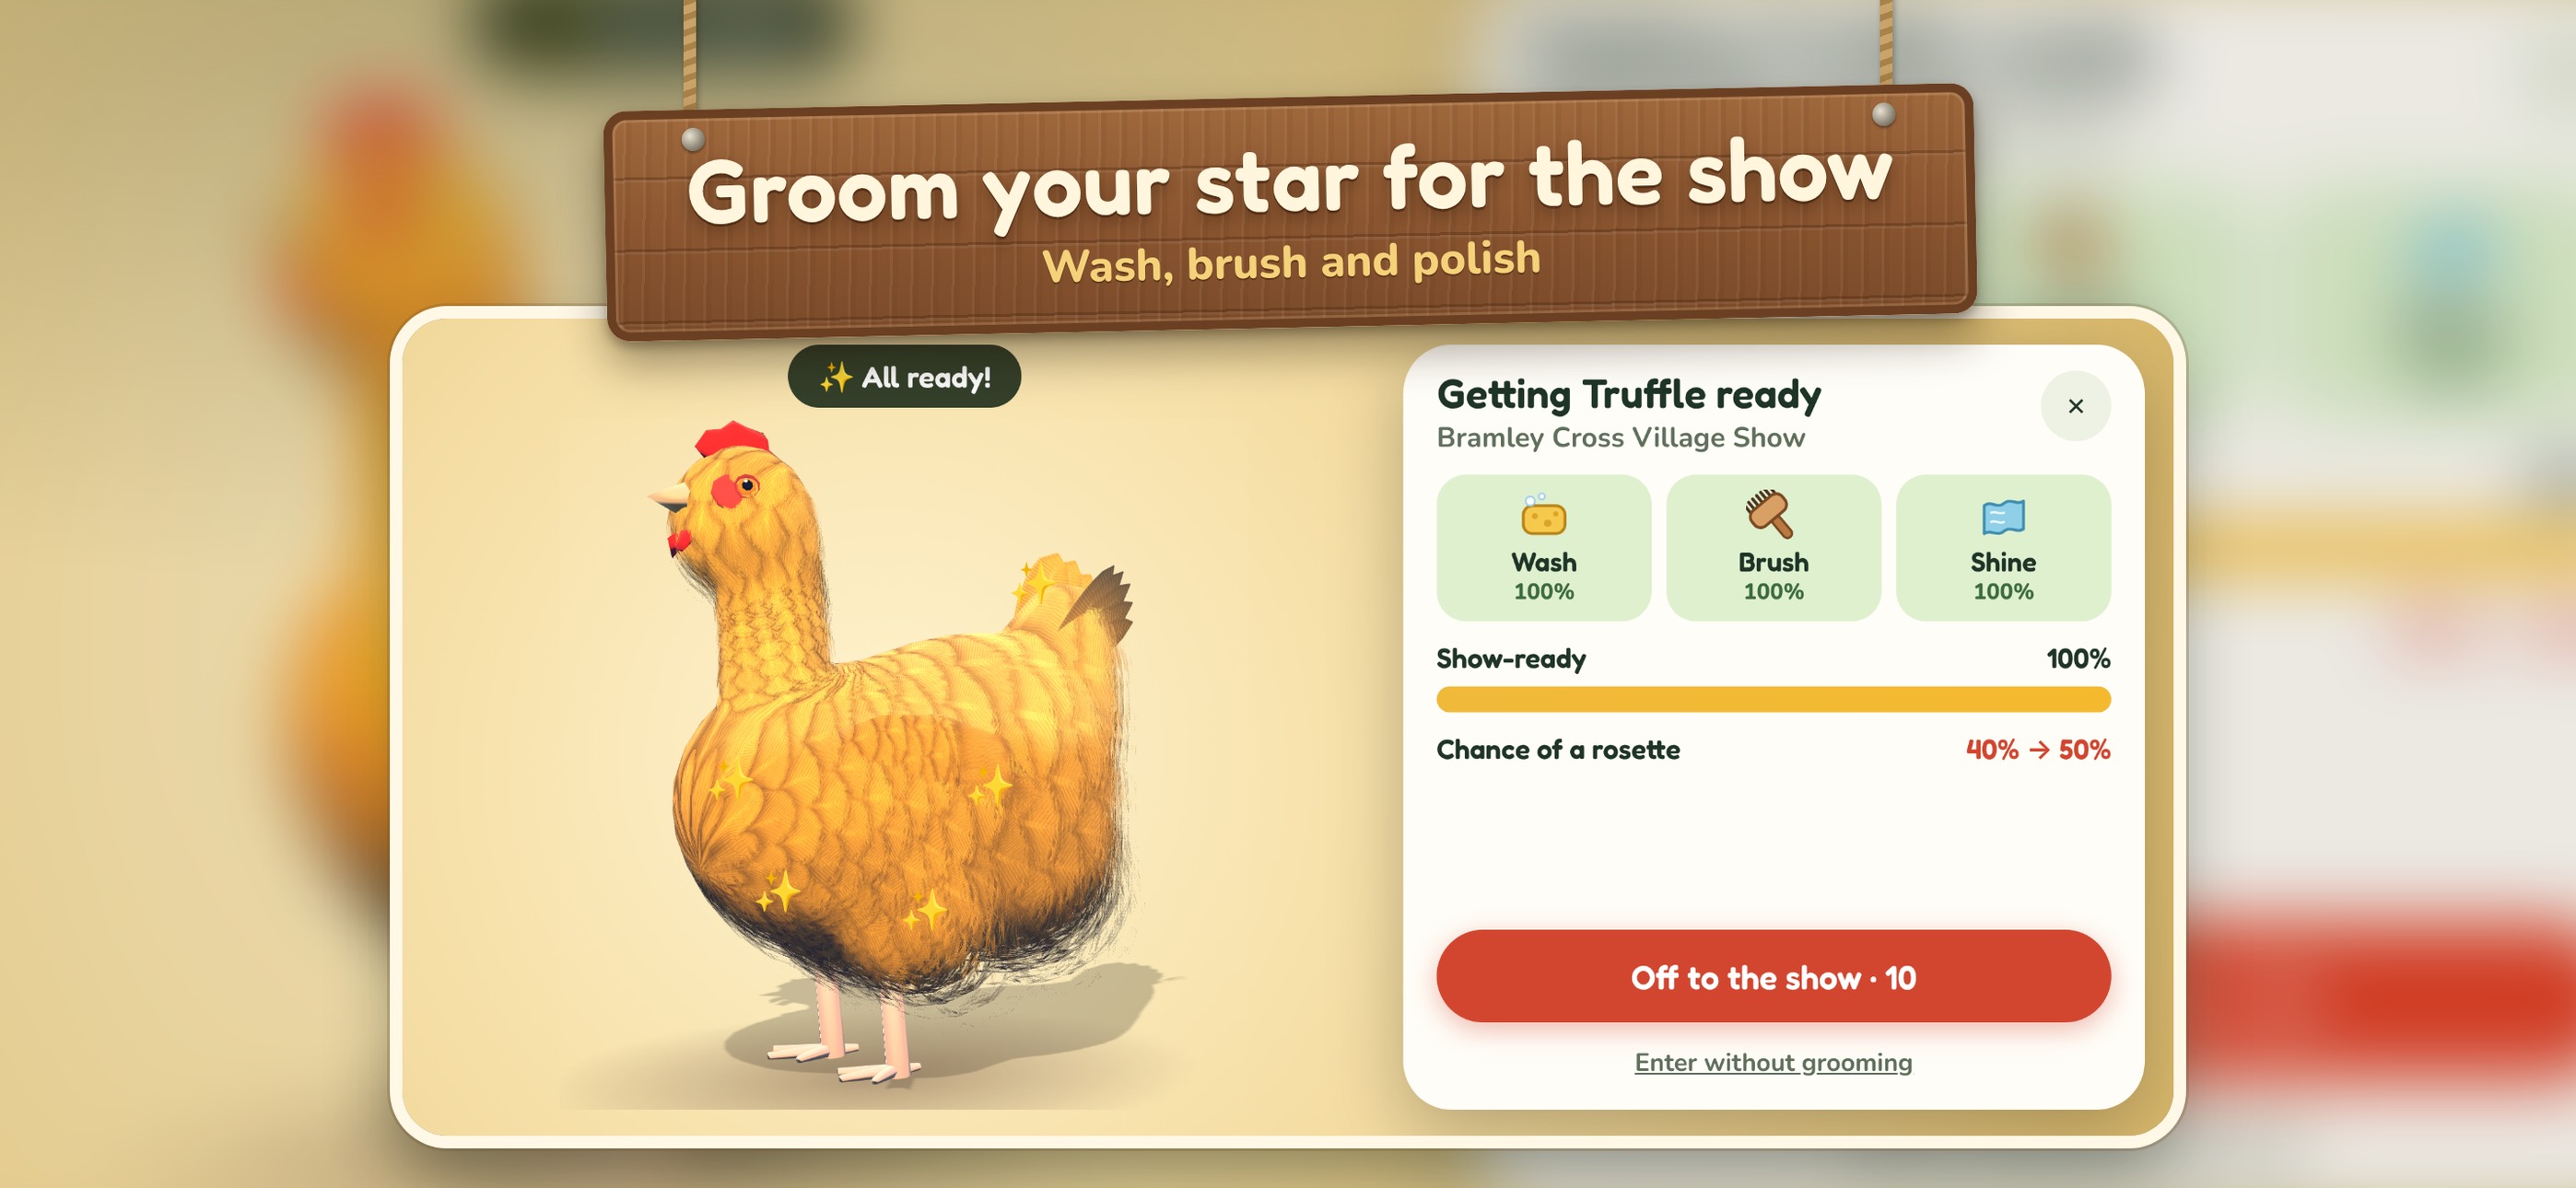 Groom your star for the show
Wash, brush and polish
✨ All ready!
Getting Truffle ready
×
Bramley Cross Village Show
Wash
100%
Brush
100%
Shine
100%
Show-ready 100%
Chance of a rosette 40% → 50%
Off to the show · 10
Enter without grooming